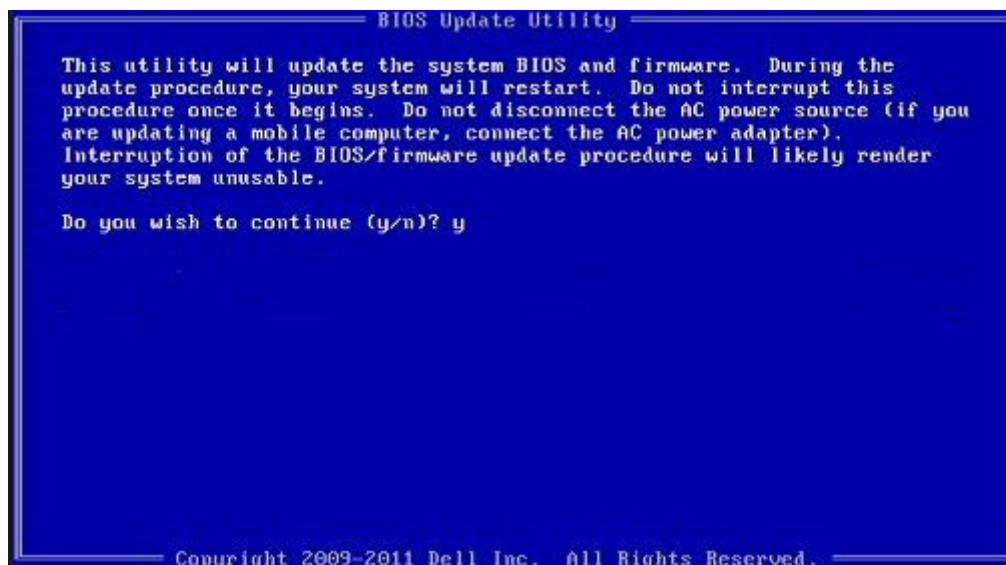 BIOS Update Utility
This utility will update the system BIOS and firmware. During the
update procedure, your system will restart. Do not interrupt this
procedure once it begins. Do not disconnect the AC power source (if you
are updating a mobile computer, connect the AC power adapter).
Interruption of the BIOS/firmware update procedure will likely render
your system unusable.
Do you wish to continue (y/n)? y
Copyright 2009-2011 Dell Inc. All Rights Reserved.